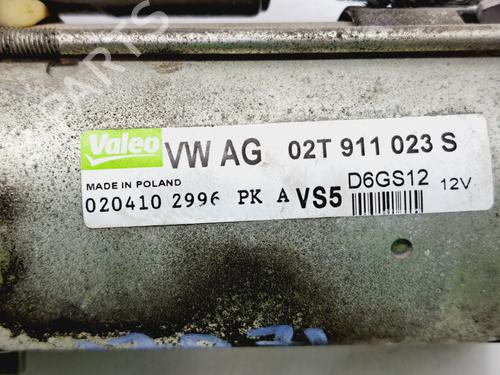 Valeo VW AG 02T 911 023 S
MADE IN POLAND D6GS12 12V
020410 2996 PK A VS5